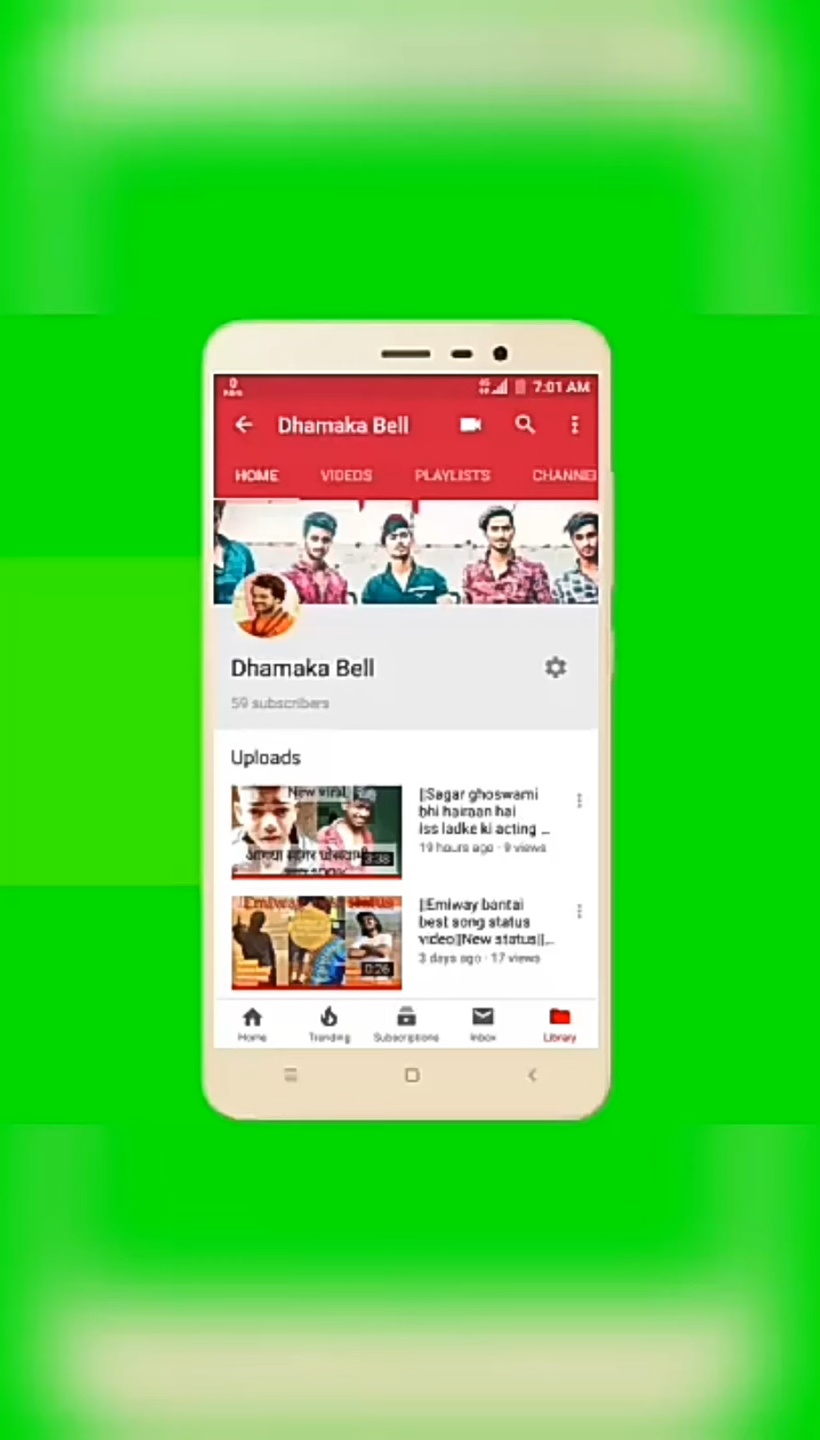 7:01 AM
Dhamaka Bell
HOME VIDEOS PLAYLISTS CHANNE
Dhamaka Bell
59 subscribers
Uploads
New viral
3:38
||Sagar ghoswami
bhi hairaan hai
iss ladke ki acting ...
19 hours ago · 9 views
Emiway status
0:26
||Emiway bantai
best song status
video||New status||...
3 days ago · 17 views
Home Trending Subscriptions Inbox Library